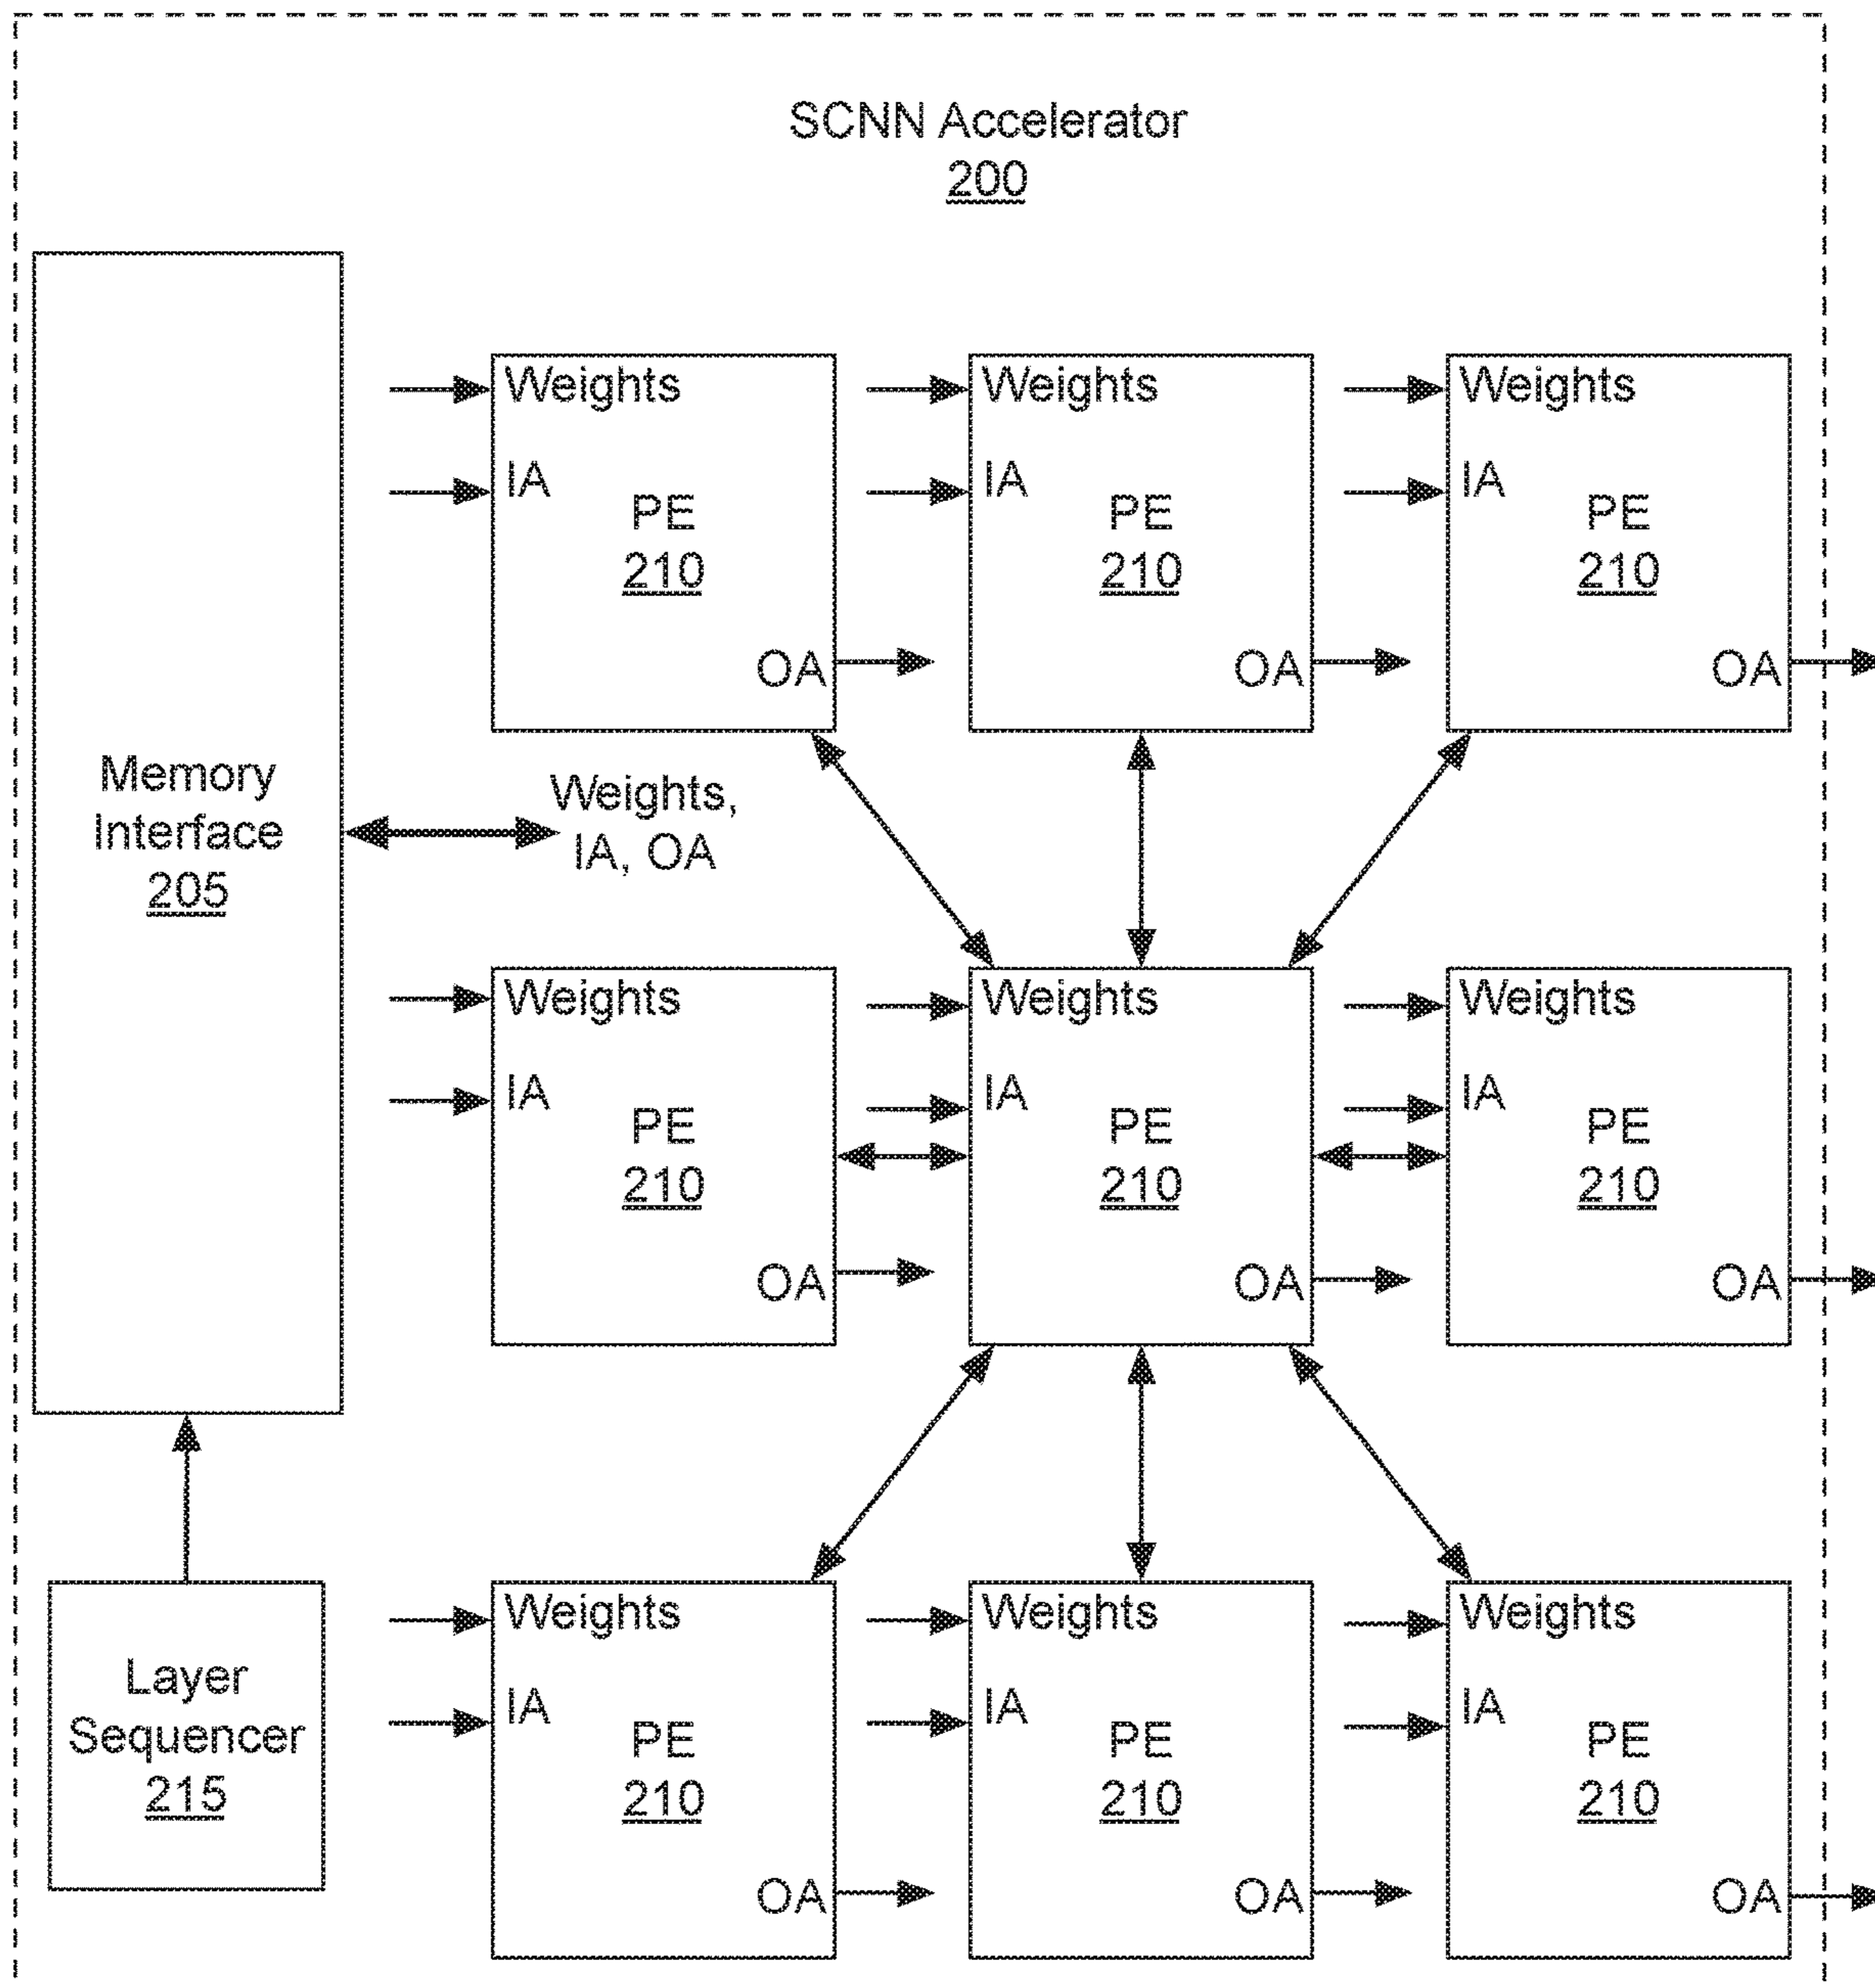 SCNN Accelerator
200
Weights
IA
PE
210
OA
Weights
IA
PE
210
OA
Weights
IA
PE
210
OA
Memory
Interface
205
Weights,
IA, OA
Weights
IA
PE
210
OA
Weights
IA
PE
210
OA
Weights
IA
PE
210
OA
Layer
Sequencer
215
Weights
IA
PE
210
OA
Weights
IA
PE
210
OA
Weights
IA
PE
210
OA